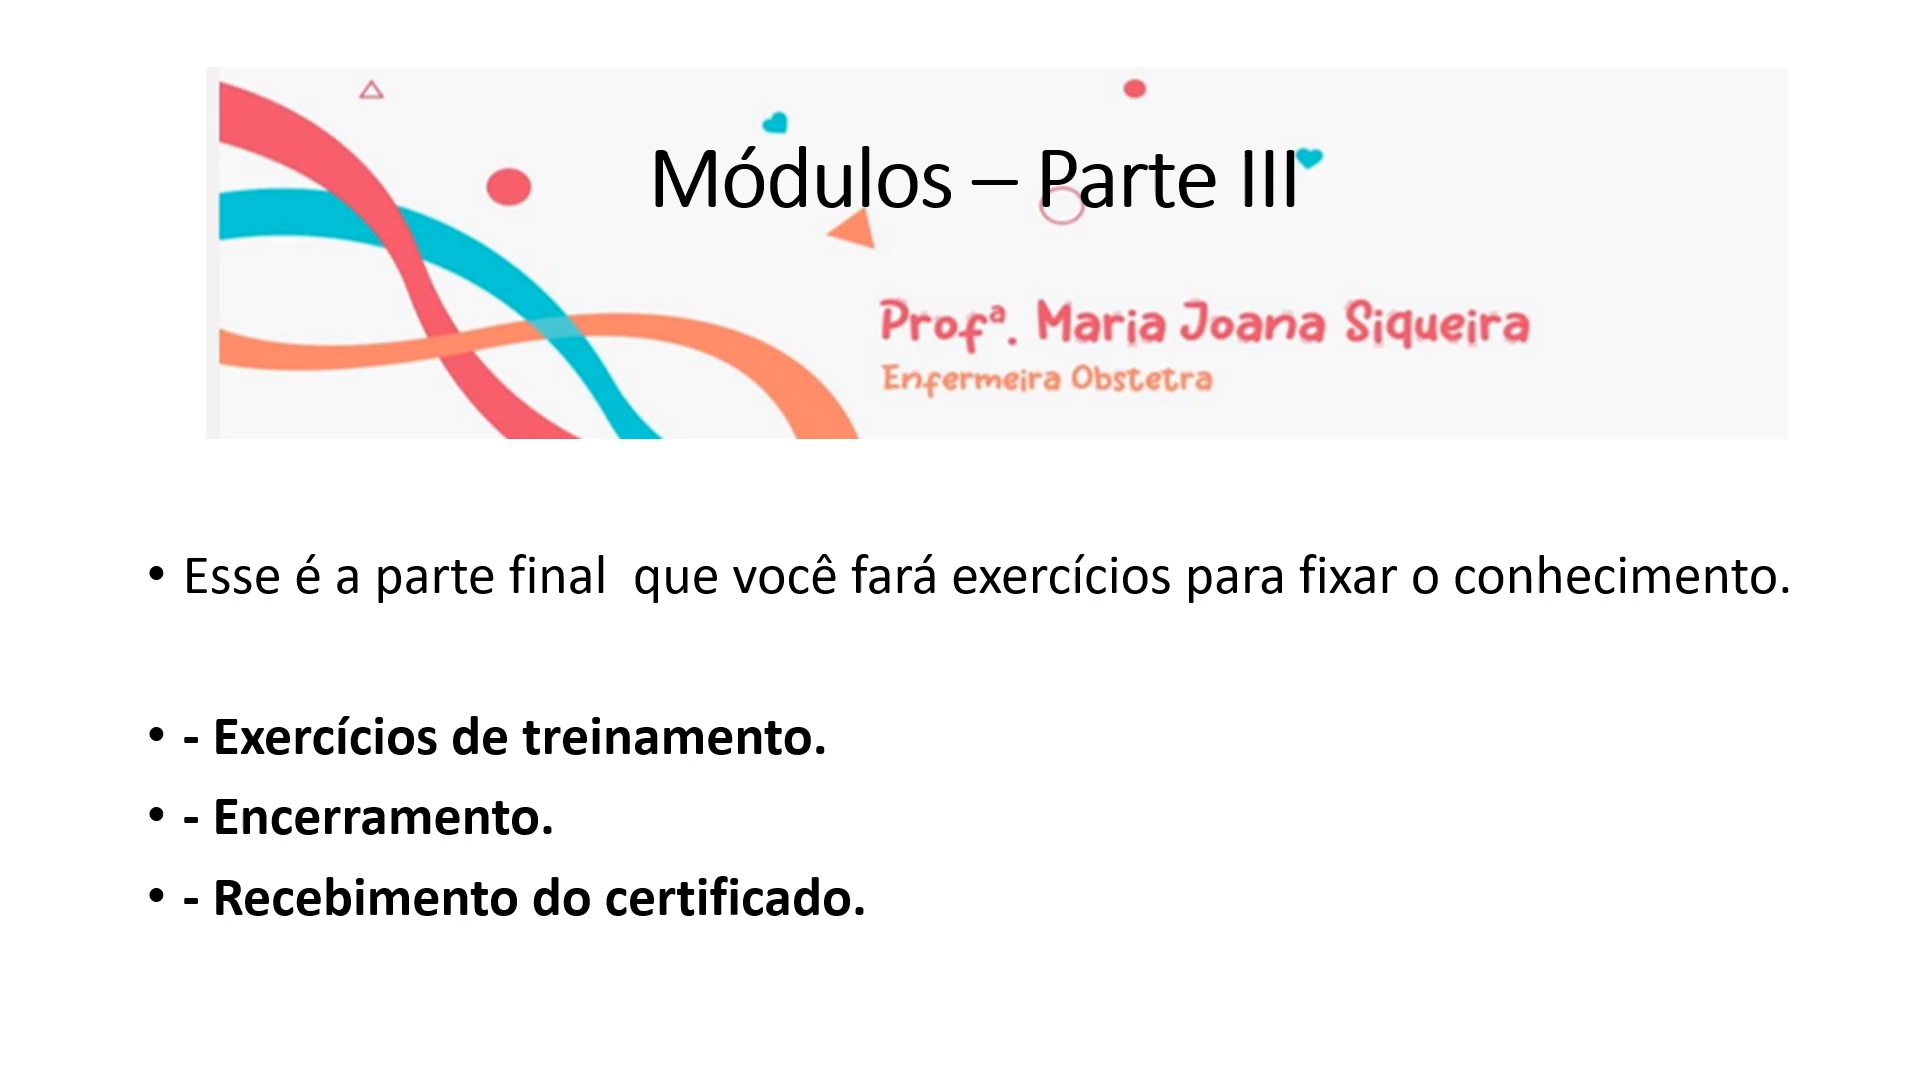 Módulos – Parte III
Profª. Maria Joana Siqueira
Enfermeira Obstetra
• Esse é a parte final  que você fará exercícios para fixar o conhecimento.
• - Exercícios de treinamento.
• - Encerramento.
• - Recebimento do certificado.